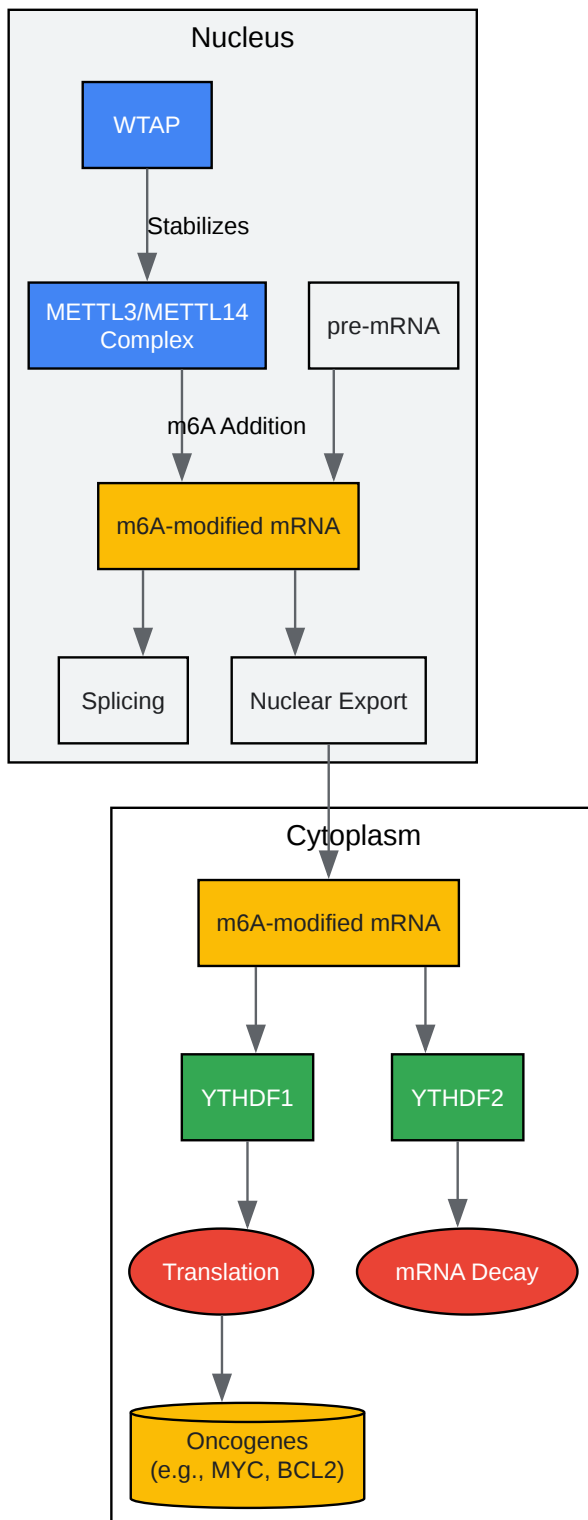 Nucleus
WTAP
Stabilizes
METTL3/METTL14
Complex
pre-mRNA
m6A Addition
m6A-modified mRNA
Splicing
Nuclear Export
Cytoplasm
m6A-modified mRNA
YTHDF1
YTHDF2
Translation
mRNA Decay
Oncogenes
(e.g., MYC, BCL2)